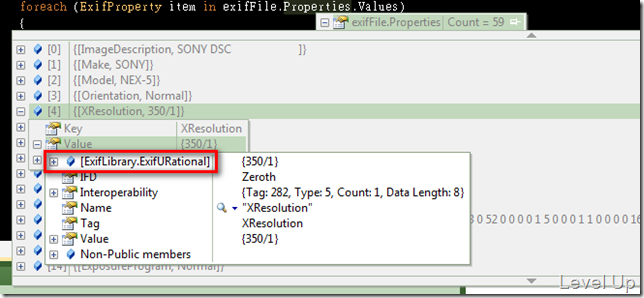 foreach (ExifProperty item in exifFile.Properties.Values)
{
exifFile.Properties Count = 59
[0] {[ImageDescription, SONY DSC ]}
[1] {[Make, SONY]}
[2] {[Model, NEX-5]}
[3] {[Orientation, Normal]}
[4] {[XResolution, 350/1]}
Key XResolution
Value {350/1}
[ExifLibrary.ExifURational] {350/1}
IFD Zeroth
Interoperability {Tag: 282, Type: 5, Count: 1, Data Length: 8}
Name "XResolution"
Tag XResolution
Value {350/1}
Non-Public members
[14] {[ExposureProgram, Normal]}
Level Up